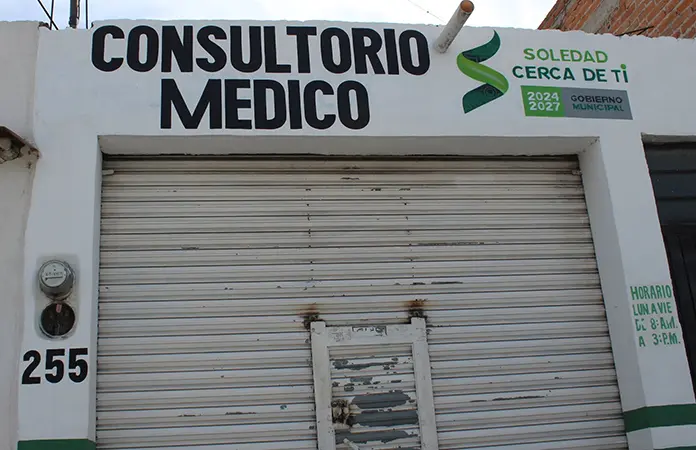 CONSULTORIO
MEDICO
SOLEDAD
CERCA DE Ti
2024
2027
GOBIERNO
MUNICIPAL
255
HORARIO
LUN.A VIE
DE 8:A.M.
A 3:P.M.